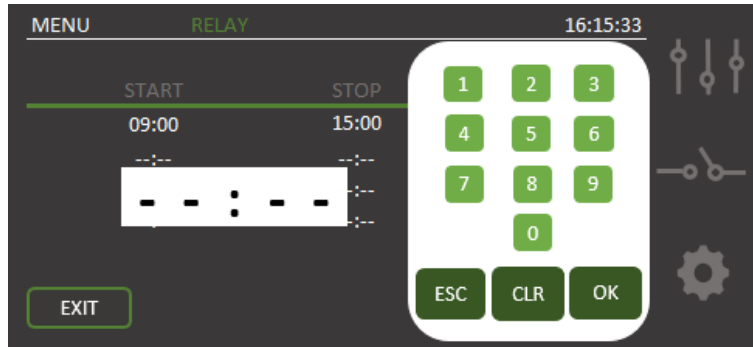 MENU RELAY 16:15:33
START STOP
09:00 15:00
--:-- --:--
--:--
-:--
-:--
1 2 3
4 5 6
7 8 9
0
ESC CLR OK
EXIT